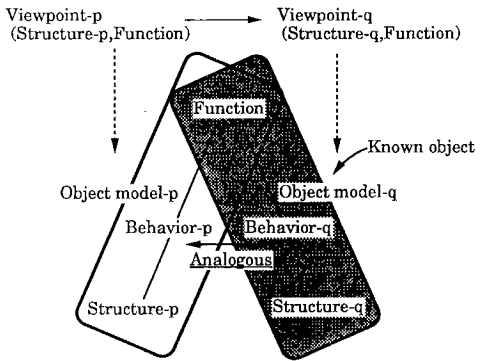 Viewpoint-p
(Structure-p,Function)
Viewpoint-q
(Structure-q,Function)
Function
Known object
Object model-p
Object model-q
Behavior-p
Behavior-q
Analogous
Structure-p
Structure-q